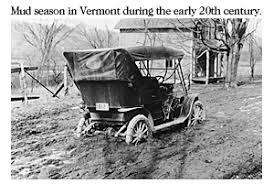 Mud season in Vermont during the early 20th century.